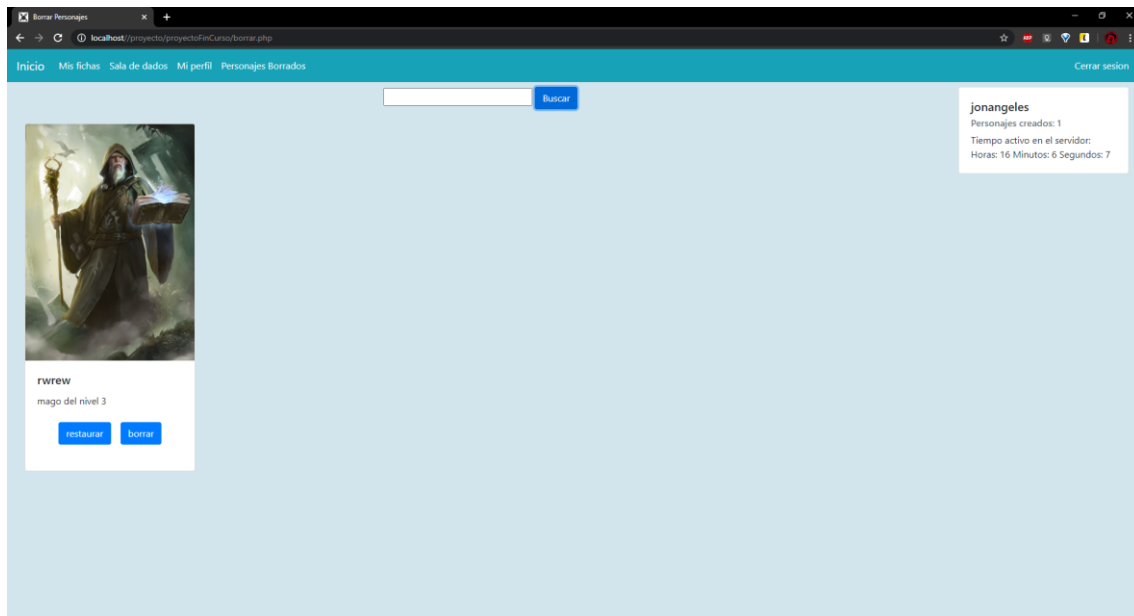 Borrar Personajes
localhost//proyecto/proyectoFinCurso/borrar.php
Inicio Mis fichas Sala de dados Mi perfil Personajes Borrados Cerrar sesion
Buscar
jonangeles
Personajes creados: 1
Tiempo activo en el servidor:
Horas: 16 Minutos: 6 Segundos: 7
rwrew
mago del nivel 3
restaurar borrar